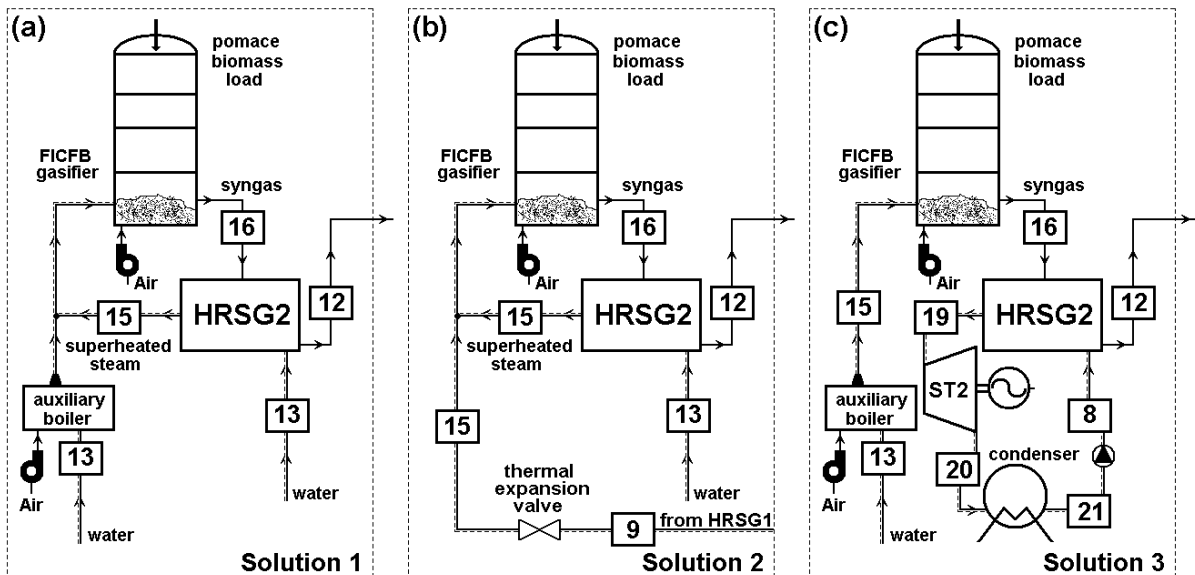 (a)
pomace
biomass
load
FICFB
gasifier
syngas
16
Air
HRSG2
12
15
superheated
steam
auxiliary
boiler
13
13
Air
water
water
Solution 1
(b)
pomace
biomass
load
FICFB
gasifier
syngas
16
Air
HRSG2
12
15
superheated
steam
13
15
water
thermal
expansion
valve
9
from HRSG1
Solution 2
(c)
pomace
biomass
load
FICFB
gasifier
syngas
16
Air
HRSG2
12
15
19
ST2
auxiliary
boiler
8
13
20
condenser
21
Air
water
Solution 3